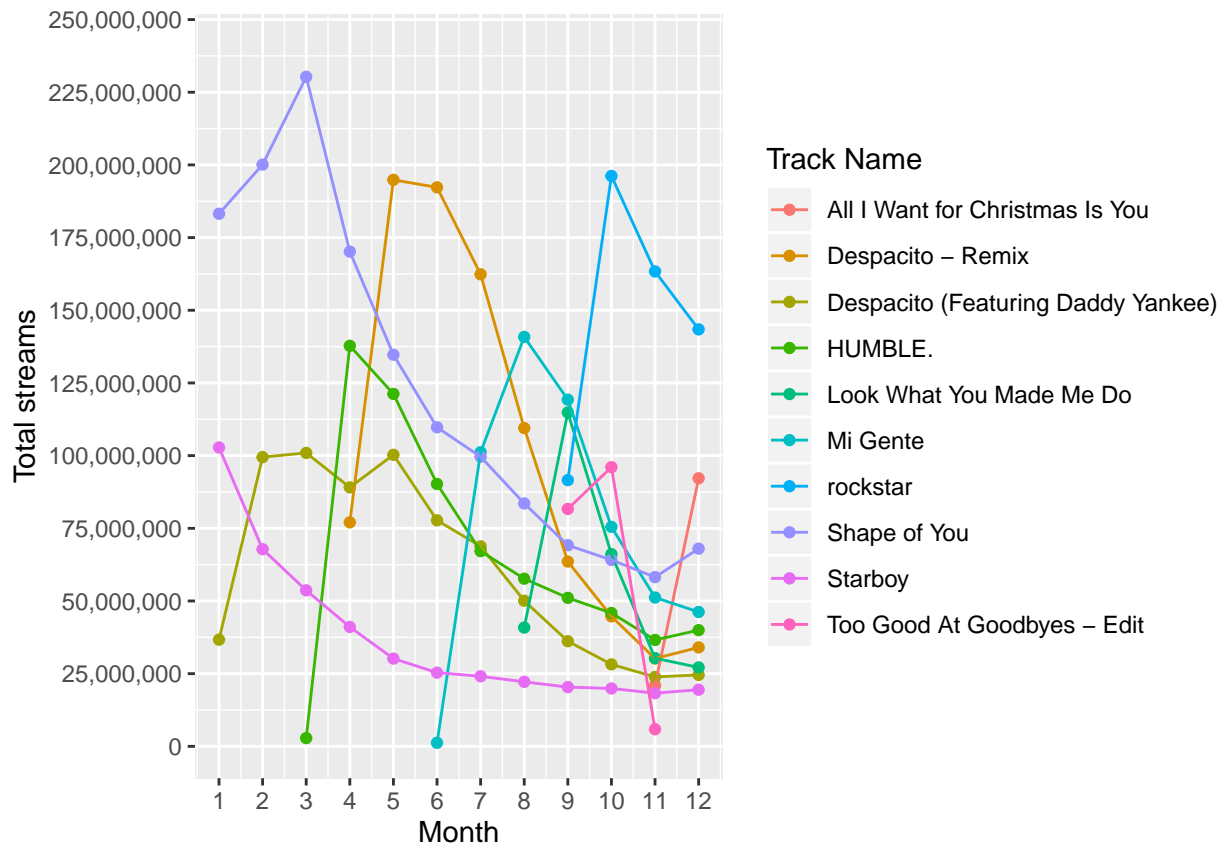 250,000,000
225,000,000
200,000,000
175,000,000
150,000,000
125,000,000
100,000,000
75,000,000
50,000,000
25,000,000
0
Total streams
1 2 3 4 5 6 7 8 9 10 11 12
Month
Track Name
All I Want for Christmas Is You
Despacito − Remix
Despacito (Featuring Daddy Yankee)
HUMBLE.
Look What You Made Me Do
Mi Gente
rockstar
Shape of You
Starboy
Too Good At Goodbyes − Edit